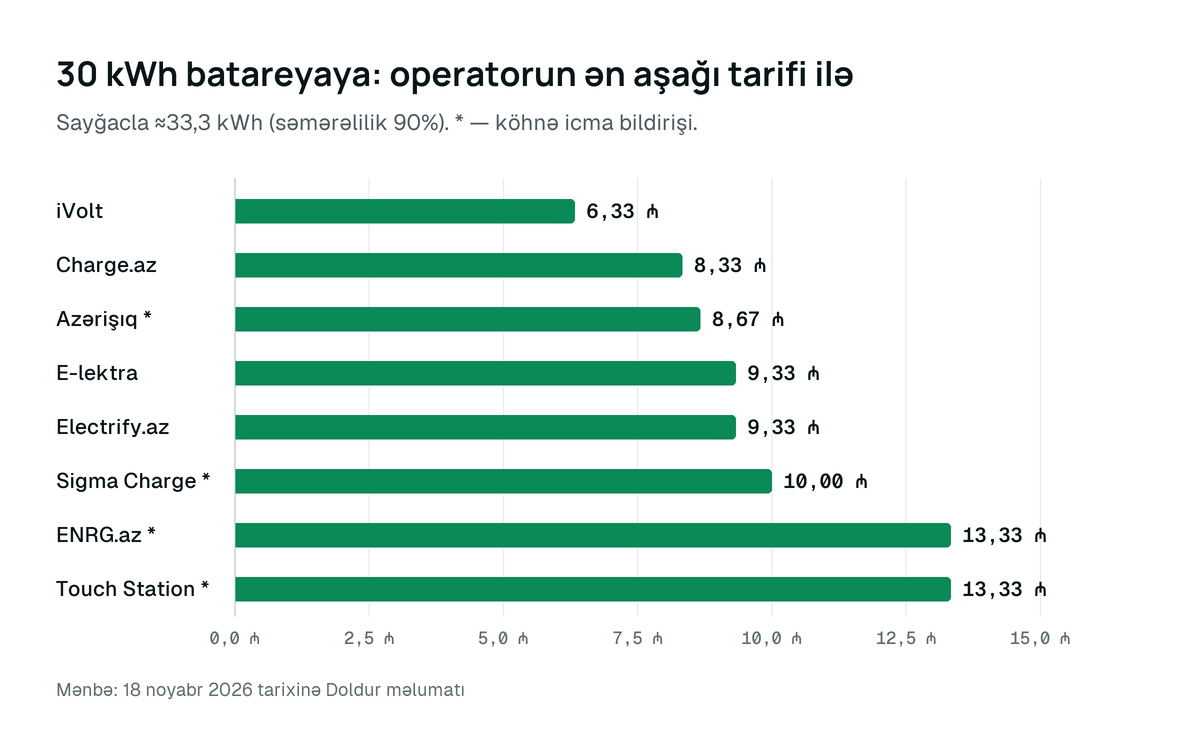 30 kWh batareyaya: operatorun ən aşağı tarifi ilə
Sayğacla ≈33,3 kWh (səmərəlilik 90%). * — köhnə icma bildirişi.
iVolt 6,33 ₼
Charge.az 8,33 ₼
Azərişıq * 8,67 ₼
E-lektra 9,33 ₼
Electrify.az 9,33 ₼
Sigma Charge * 10,00 ₼
ENRG.az * 13,33 ₼
Touch Station * 13,33 ₼
0,0 ₼ 2,5 ₼ 5,0 ₼ 7,5 ₼ 10,0 ₼ 12,5 ₼ 15,0 ₼
Mənbə: 18 noyabr 2026 tarixinə Doldur məlumatı